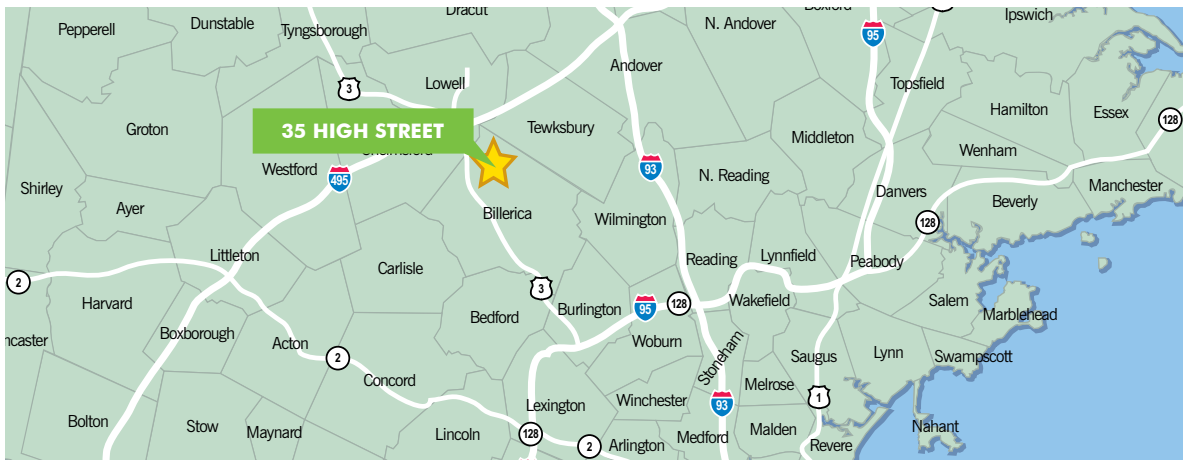 Dracut
Ipswich
Dunstable
N. Andover
Pepperell
Tyngsborough
95
Andover
Lowell
Topsfield
3
Hamilton
Essex
128
Tewksbury
Groton
35 HIGH STREET
Middleton
Wenham
Westford
93
N. Reading
495
Shirley
Danvers
Manchester
Ayer
Beverly
Billerica
Wilmington
128
Littleton
Reading
Lynnfield
Peabody
Carlisle
2
3
Harvard
Burlington
95
128
Wakefield
Salem
Marblehead
Bedford
Boxborough
Woburn
ncaster
Acton
Stoneham
Saugus
Lynn
Swampscott
2
Concord
Melrose
Winchester
93
1
Lexington
Bolton
Stow
Maynard
Lincoln
128
2
Arlington
Medford
Malden
Revere
Nahant